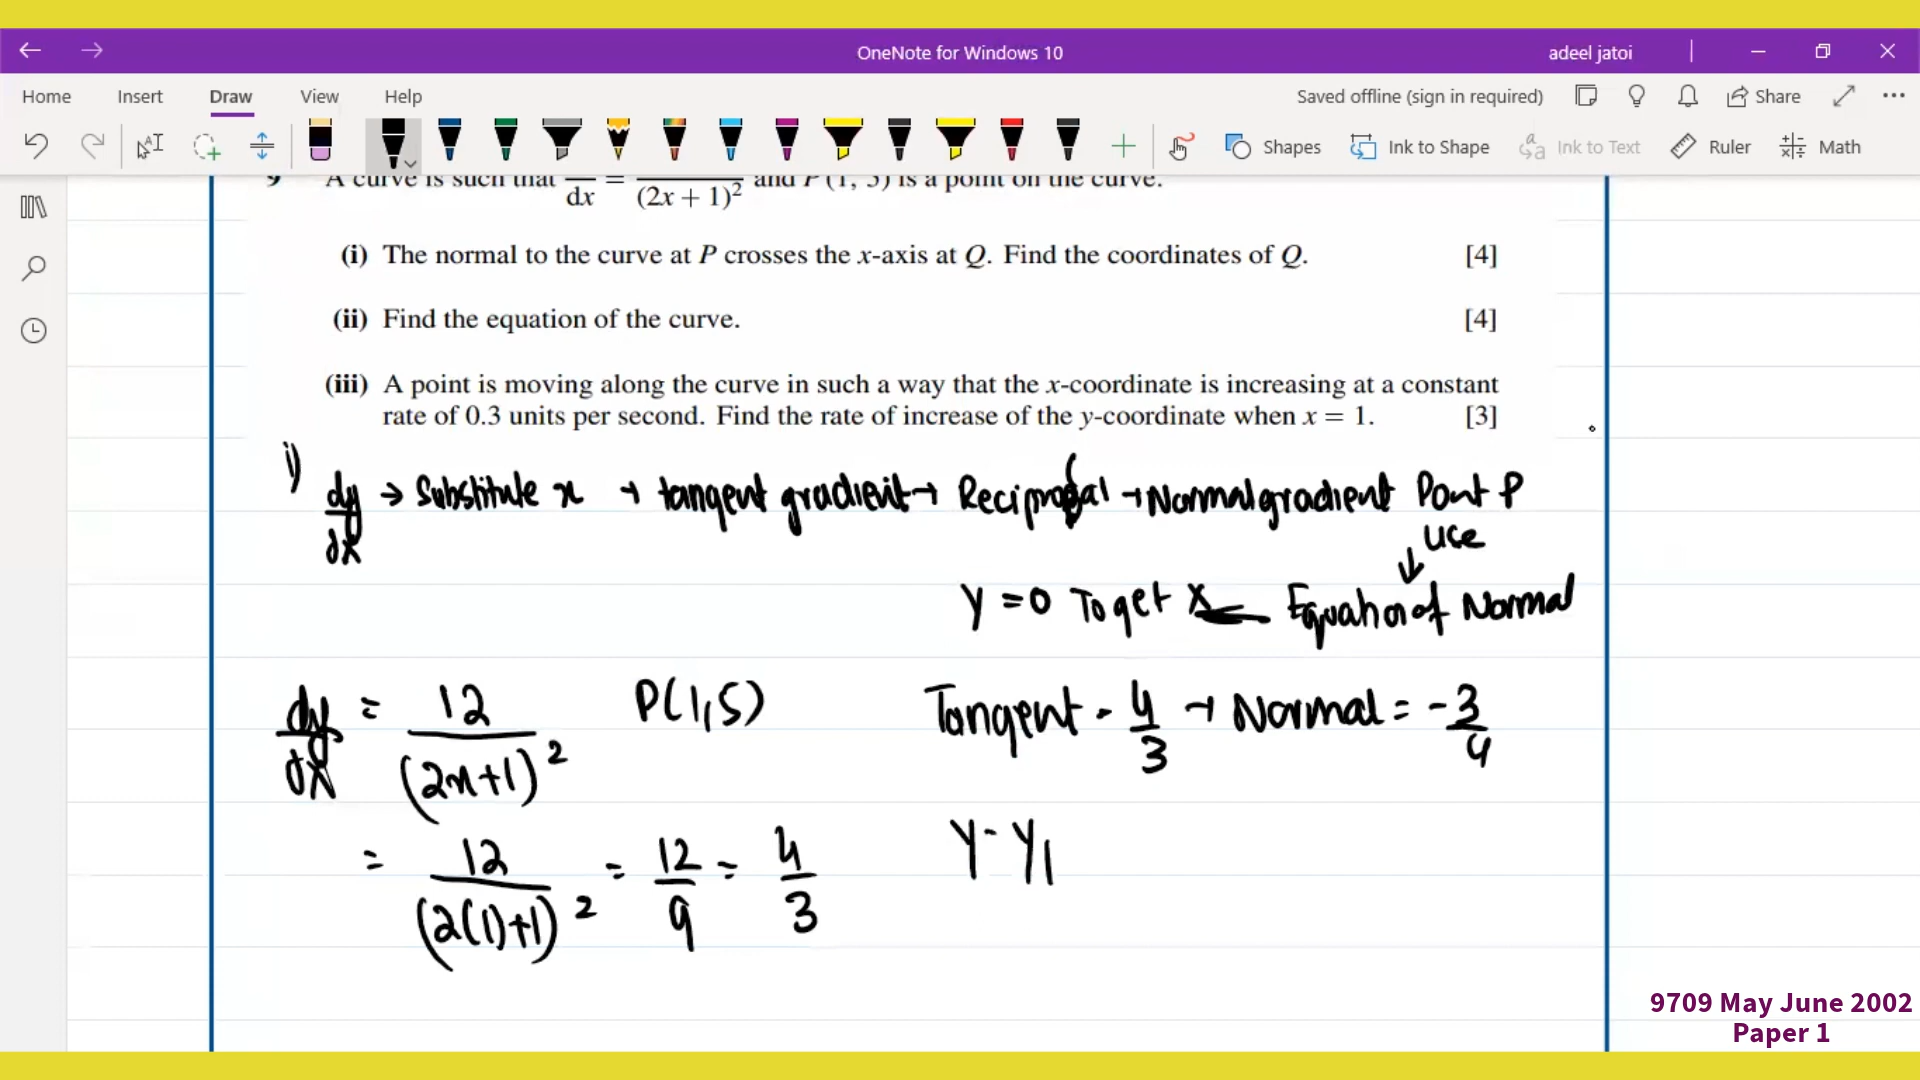 OneNote for Windows 10
adeel jatoi
Home Insert Draw View Help
Saved offline (sign in required) Share
Shapes Ink to Shape Ink to Text Ruler Math
9 A curve is such that dx = (2x + 1)² and P (1, 5) is a point on the curve.
(i) The normal to the curve at P crosses the x-axis at Q. Find the coordinates of Q. [4]
(ii) Find the equation of the curve. [4]
(iii) A point is moving along the curve in such a way that the x-coordinate is increasing at a constant
rate of 0.3 units per second. Find the rate of increase of the y-coordinate when x = 1. [3]
i)
dy/dx → Substitute x → tangent gradient → Reciprocal → Normal gradient Point P
use
↓
y = 0 To get x ← Equation of Normal
dy/dx = 12/(2x+1)² P(1,5) Tangent - 4/3 → Normal = -3/4
= 12/(2(1)+1)² = 12/9 = 4/3 y - y₁
9709 May June 2002
Paper 1